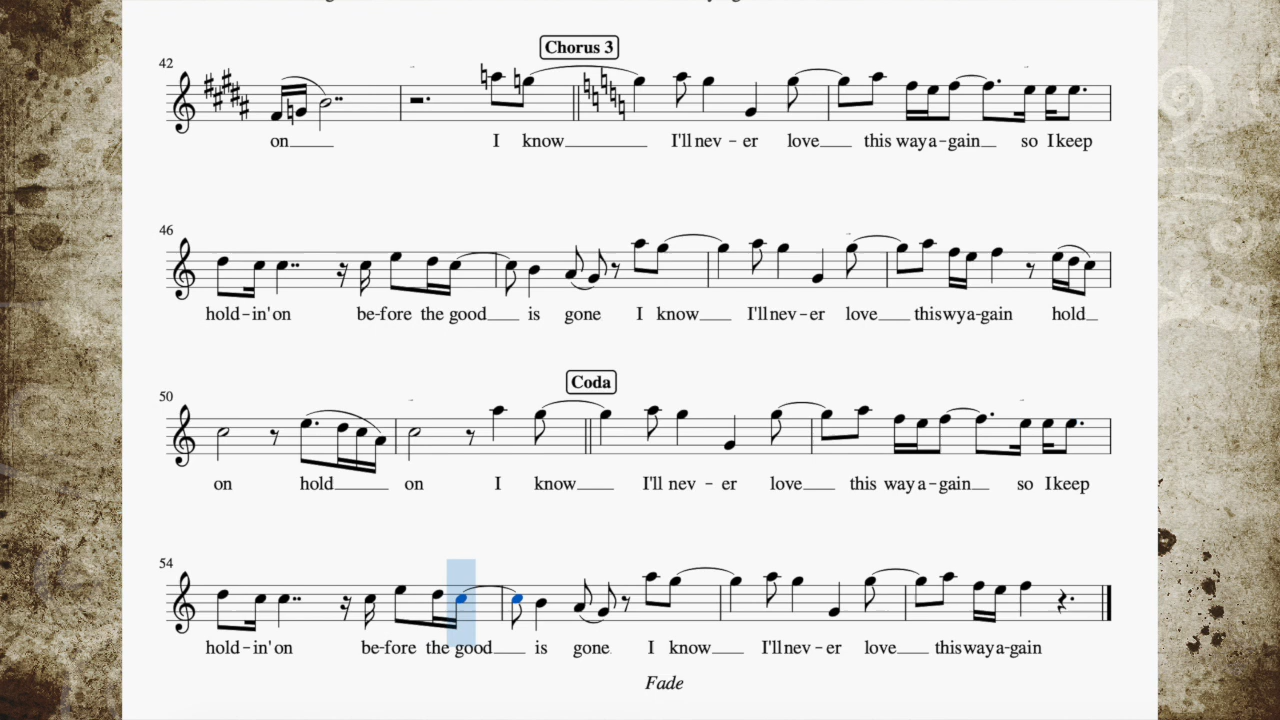 Chorus 3
42
on I know I'll nev - er love this way a - gain so I keep
46
hold - in' on be - fore the good is gone I know I'll nev - er love this wy a - gain hold
Coda
50
on hold on I know I'll nev - er love this way a - gain so I keep
54
hold - in' on be - fore the good is gone I know I'll nev - er love this way a - gain
Fade